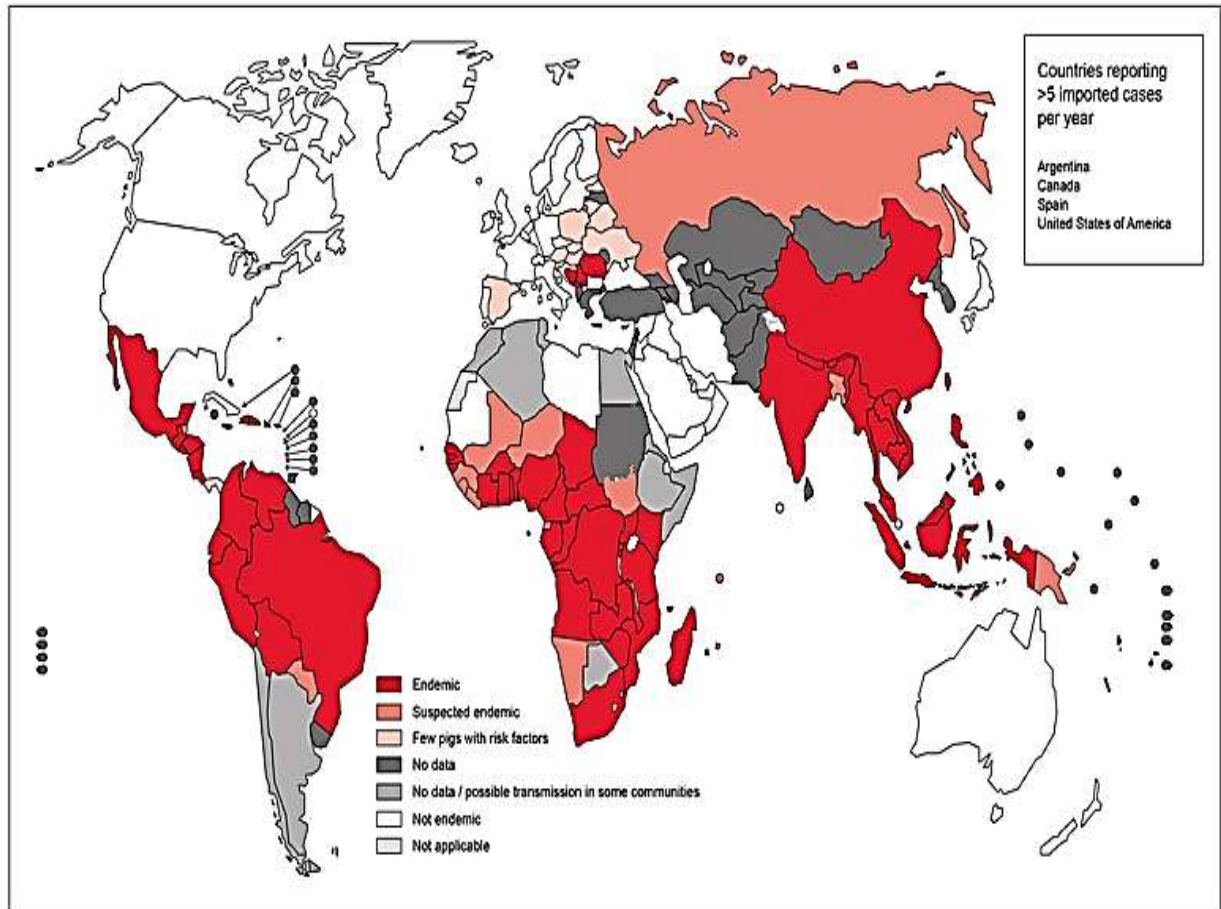 Countries reporting
>5 imported cases
per year
Argentina
Canada
Spain
United States of America
Endemic
Suspected endemic
Few pigs with risk factors
No data
No data / possible transmission in some communities
Not endemic
Not applicable